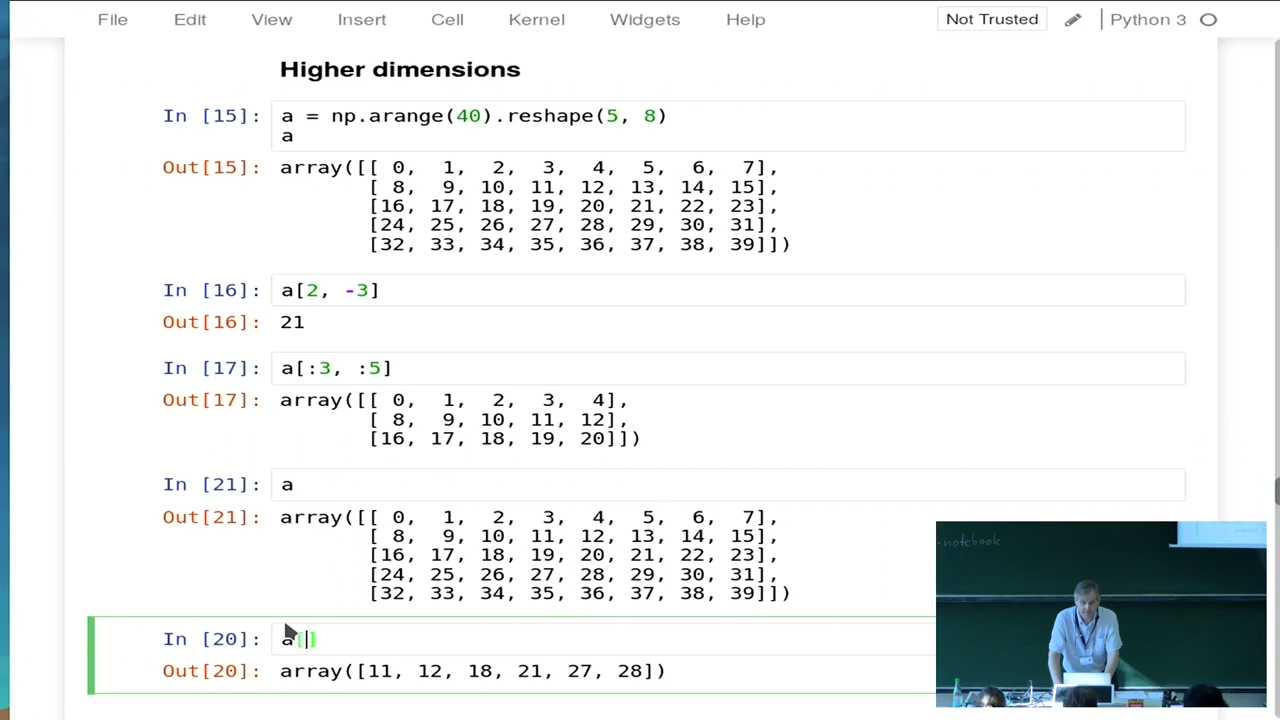 File Edit View Insert Cell Kernel Widgets Help Not Trusted Python 3
Higher dimensions
In [15]: a = np.arange(40).reshape(5, 8)
a
Out[15]: array([[ 0, 1, 2, 3, 4, 5, 6, 7],
[ 8, 9, 10, 11, 12, 13, 14, 15],
[16, 17, 18, 19, 20, 21, 22, 23],
[24, 25, 26, 27, 28, 29, 30, 31],
[32, 33, 34, 35, 36, 37, 38, 39]])
In [16]: a[2, -3]
Out[16]: 21
In [17]: a[:3, :5]
Out[17]: array([[ 0, 1, 2, 3, 4],
[ 8, 9, 10, 11, 12],
[16, 17, 18, 19, 20]])
In [21]: a
Out[21]: array([[ 0, 1, 2, 3, 4, 5, 6, 7],
[ 8, 9, 10, 11, 12, 13, 14, 15],
[16, 17, 18, 19, 20, 21, 22, 23],
[24, 25, 26, 27, 28, 29, 30, 31],
[32, 33, 34, 35, 36, 37, 38, 39]])
notebook
In [20]: a[]
Out[20]: array([11, 12, 18, 21, 27, 28])